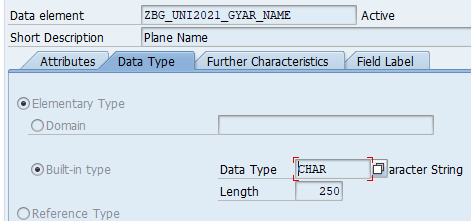 Data element ZBG_UNI2021_GYAR_NAME Active
Short Description Plane Name
Attributes Data Type Further Characteristics Field Label
Elementary Type
Domain
Built-in type Data Type CHAR aracter String
Length 250
Reference Type